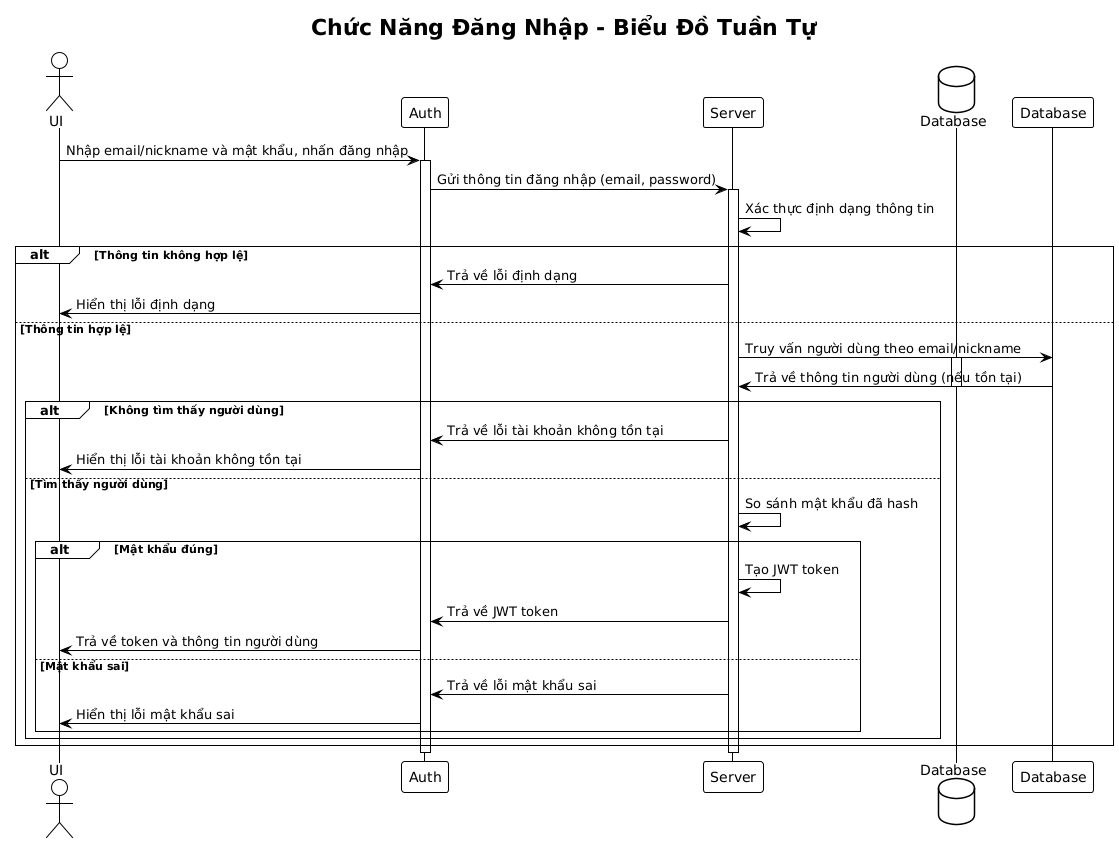 Chức Năng Đăng Nhập - Biểu Đồ Tuần Tự
UI
Auth
Server
Database
Database
Nhập email/nickname và mật khẩu, nhấn đăng nhập
Gửi thông tin đăng nhập (email, password)
Xác thực định dạng thông tin
alt
[Thông tin không hợp lệ]
Trả về lỗi định dạng
Hiển thị lỗi định dạng
[Thông tin hợp lệ]
Truy vấn người dùng theo email/nickname
Trả về thông tin người dùng (nếu tồn tại)
alt
[Không tìm thấy người dùng]
Trả về lỗi tài khoản không tồn tại
Hiển thị lỗi tài khoản không tồn tại
[Tìm thấy người dùng]
So sánh mật khẩu đã hash
alt
[Mật khẩu đúng]
Tạo JWT token
Trả về JWT token
Trả về token và thông tin người dùng
[Mật khẩu sai]
Trả về lỗi mật khẩu sai
Hiển thị lỗi mật khẩu sai
UI
Auth
Server
Database
Database